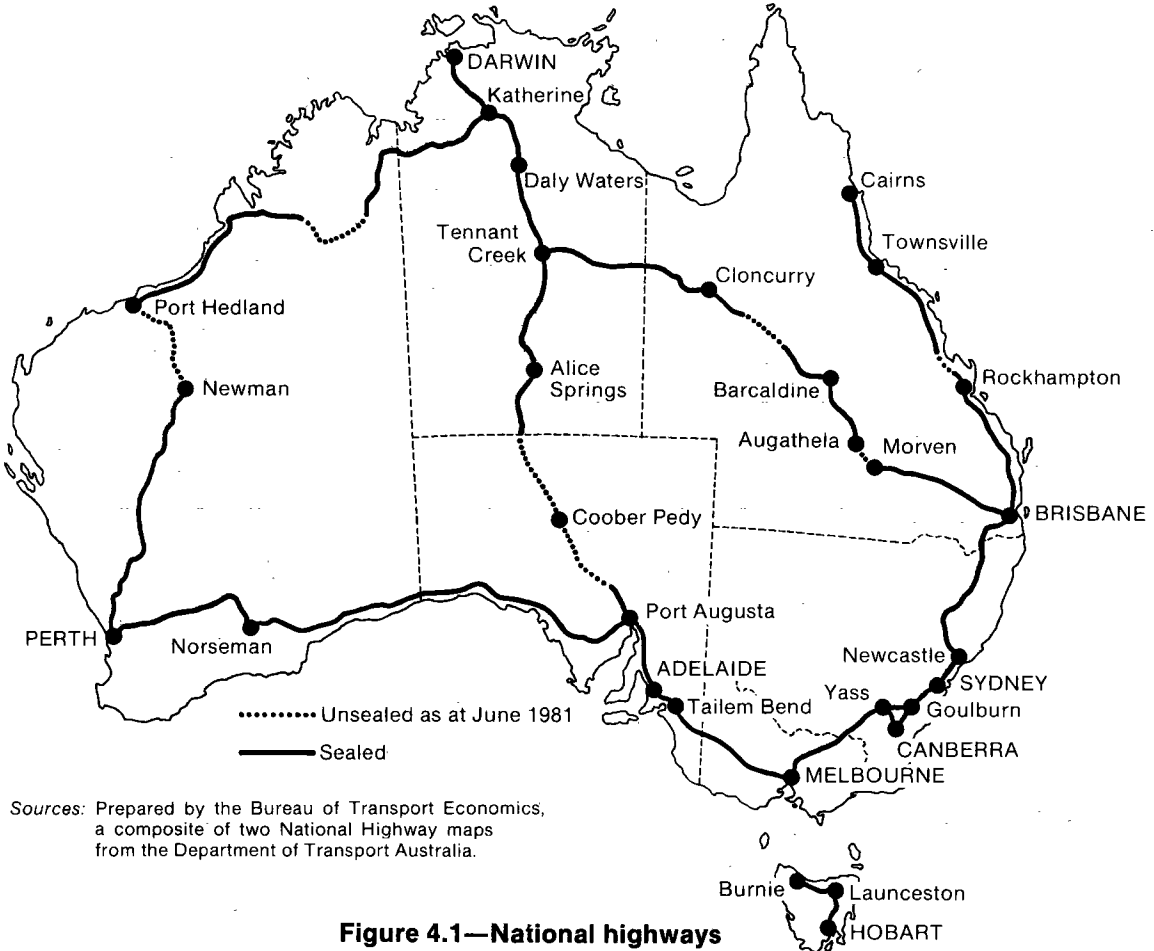 DARWIN
Katherine
Daly Waters
Cairns
Tennant
Creek
Townsville
Cloncurry
Port Hedland
Newman
Alice
Springs
Barcaldine
Rockhampton
Augathela
Morven
Coober Pedy
BRISBANE
PERTH
Norseman
Port Augusta
Newcastle
ADELAIDE
SYDNEY
Yass
Tailem Bend
Goulburn
CANBERRA
MELBOURNE
Unsealed as at June 1981
Sealed
Sources: Prepared by the Bureau of Transport Economics,
a composite of two National Highway maps
from the Department of Transport Australia.
Burnie
Launceston
HOBART
Figure 4.1—National highways